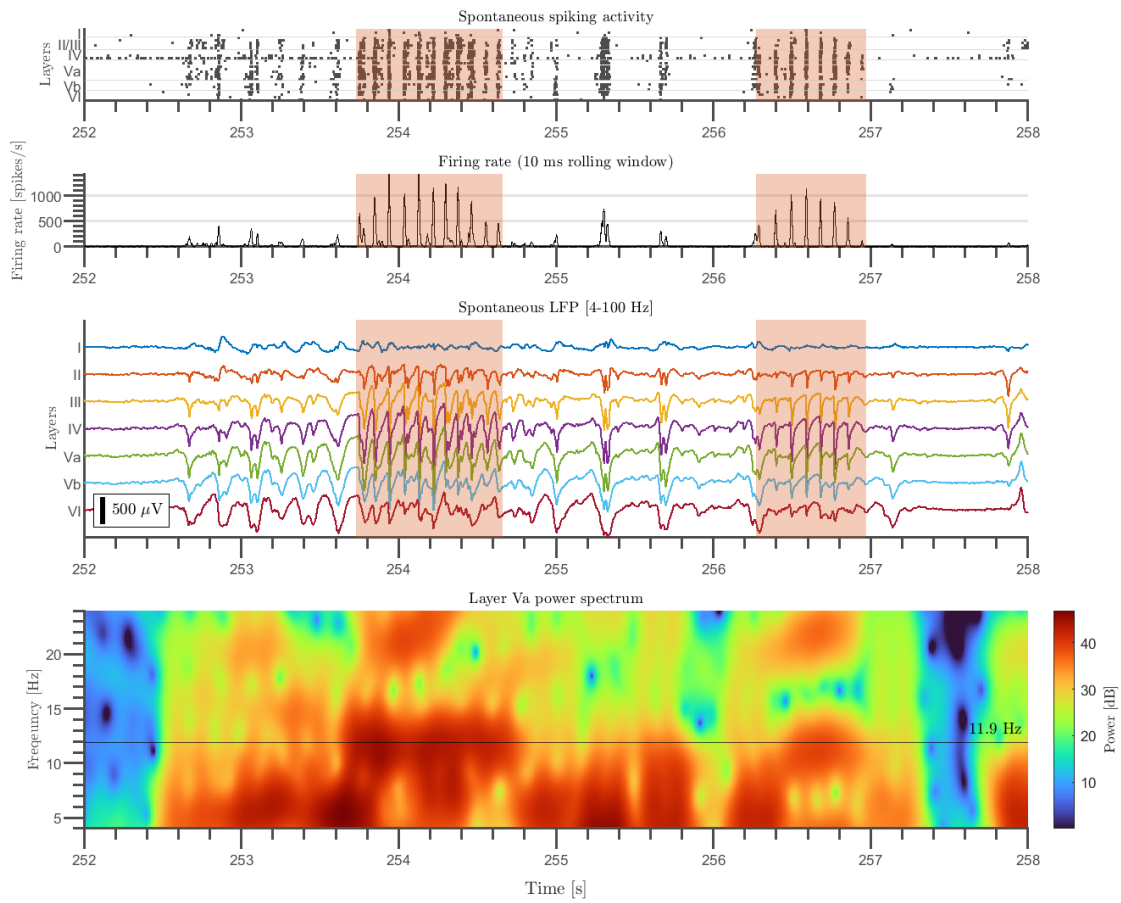 Spontaneous spiking activity
Layers
I
II/III
IV
Va
Vb
VI
252 253 254 255 256 257 258
Firing rate (10 ms rolling window)
Firing rate [spikes/s]
1000
500
0
252 253 254 255 256 257 258
Spontaneous LFP [4-100 Hz]
Layers
I
II
III
IV
Va
Vb
VI
500 μV
252 253 254 255 256 257 258
Layer Va power spectrum
Freqeuncy [Hz]
20
15
10
5
11.9 Hz
40
30
20
10
Power [dB]
252 253 254 255 256 257 258
Time [s]